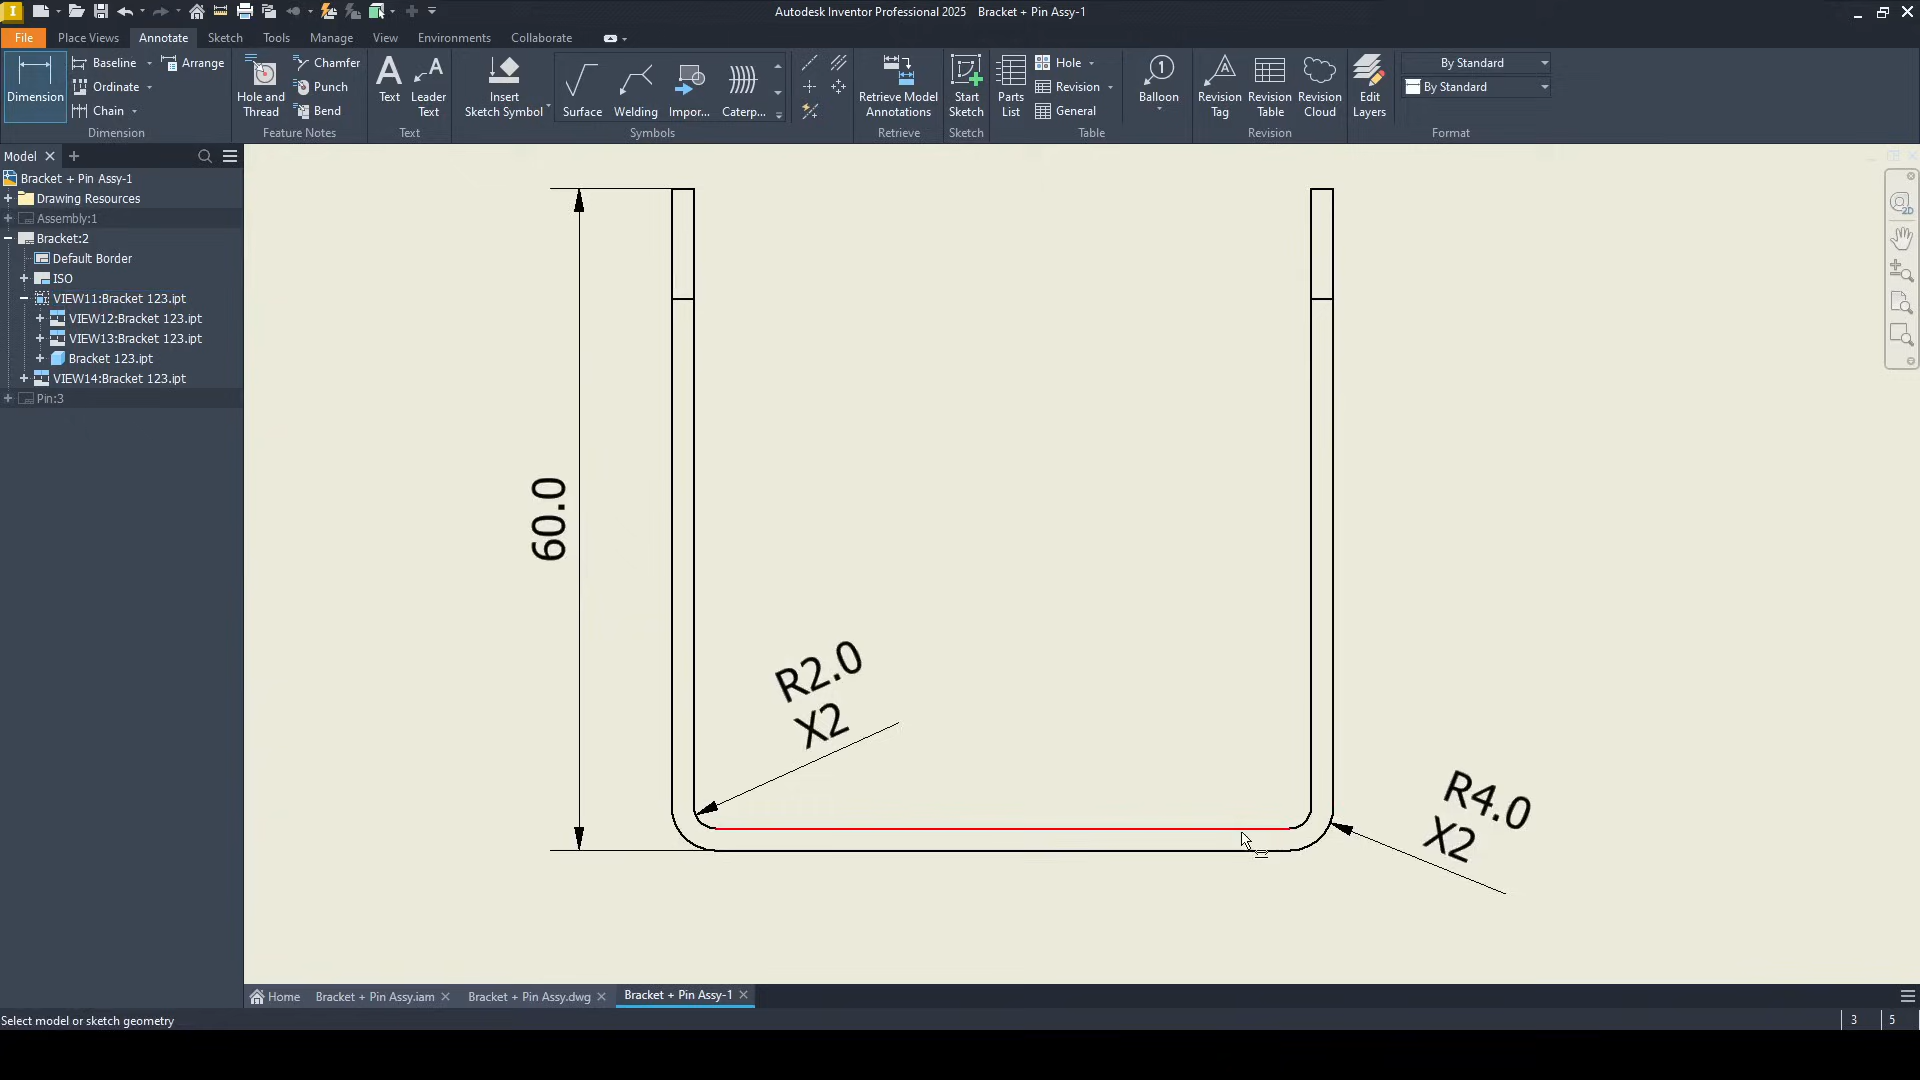 Autodesk Inventor Professional 2025 Bracket + Pin Assy-1
File Place Views Annotate Sketch Tools Manage View Environments Collaborate
Dimension
Baseline
Ordinate
Chain
Arrange
Dimension
Hole and Thread
Chamfer
Punch
Bend
Feature Notes
Text
Leader Text
Text
Insert Sketch Symbol
Surface
Welding
Impor...
Caterp...
Symbols
Retrieve Model Annotations
Retrieve
Start Sketch
Sketch
Parts List
Hole
Revision
General
Table
Balloon
Revision Tag
Revision Table
Revision Cloud
Revision
Edit Layers
By Standard
By Standard
Format
Model
Bracket + Pin Assy-1
Drawing Resources
Assembly:1
Bracket:2
Default Border
ISO
VIEW11:Bracket 123.ipt
VIEW12:Bracket 123.ipt
VIEW13:Bracket 123.ipt
Bracket 123.ipt
VIEW14:Bracket 123.ipt
Pin:3
60.0
R2.0
X2
R4.0
X2
Home Bracket + Pin Assy.iam Bracket + Pin Assy.dwg Bracket + Pin Assy-1
Select model or sketch geometry
3 5